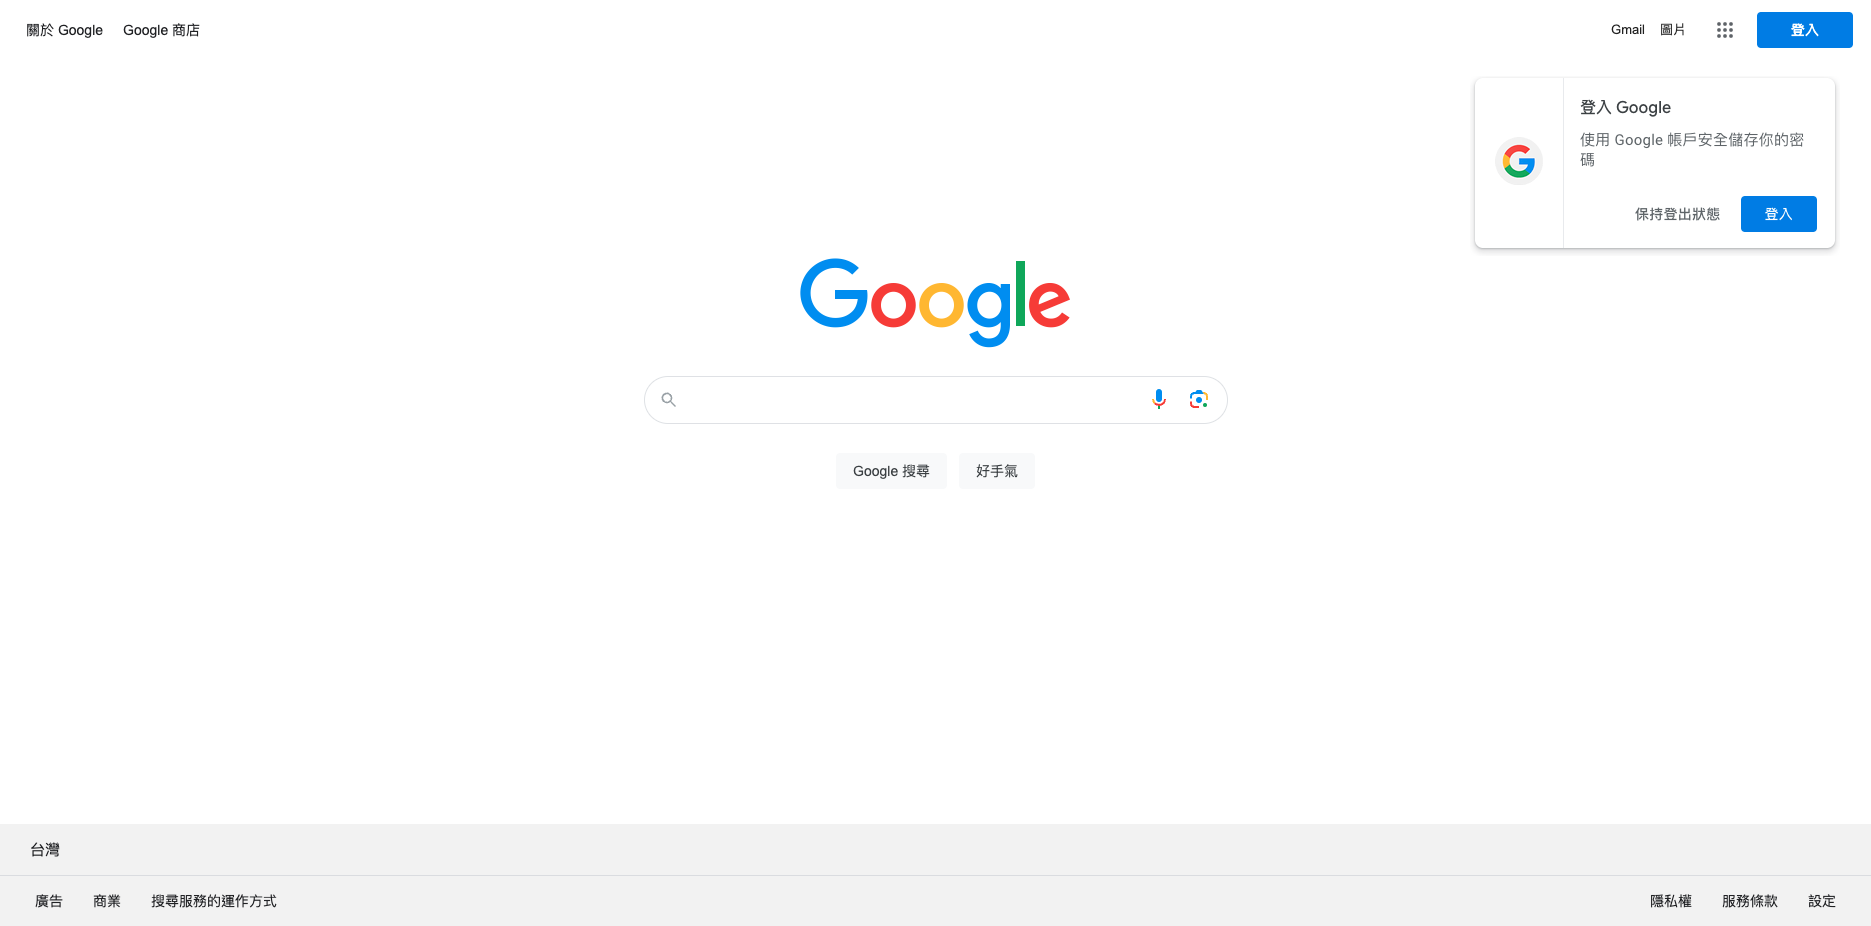 關於 Google
Google 商店
Gmail
圖片
登入
登入 Google
使用 Google 帳戶安全儲存你的密
碼
保持登出狀態
登入
Google
Google 搜尋
好手氣
台灣
廣告
商業
搜尋服務的運作方式
隱私權
服務條款
設定